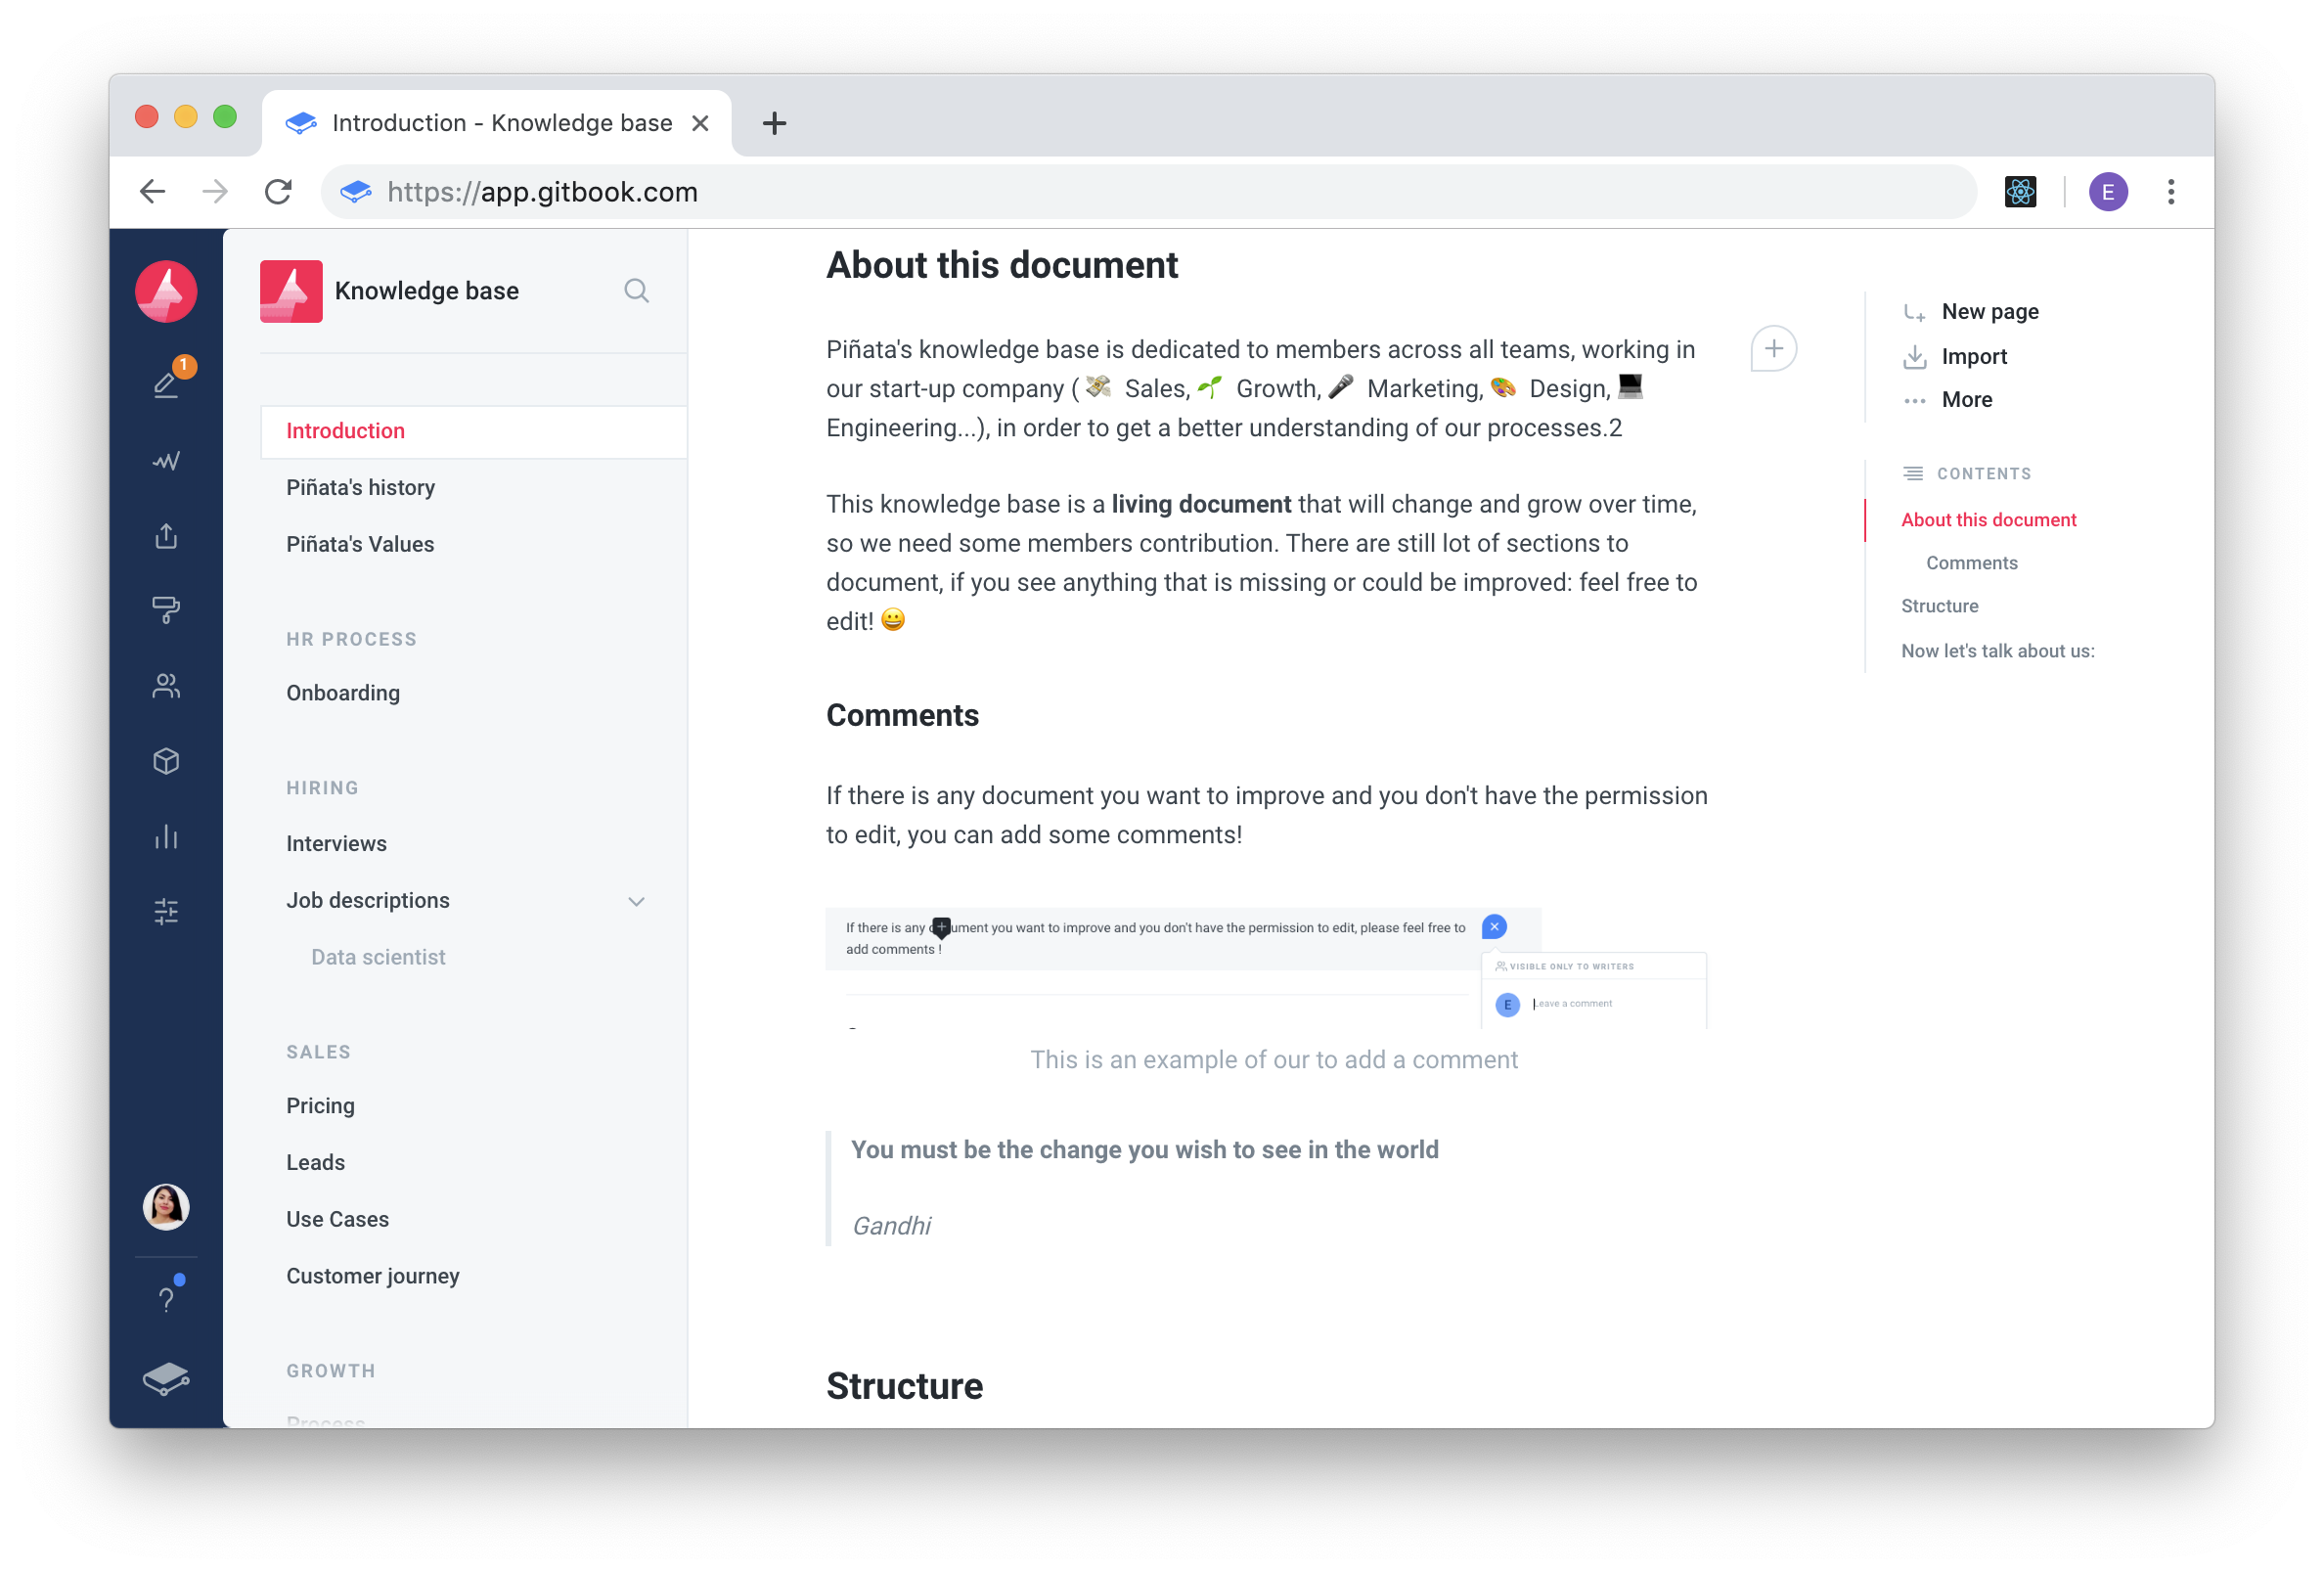 Introduction - Knowledge base
https://app.gitbook.com
E
1
Knowledge base
Introduction
Piñata's history
Piñata's Values
HR PROCESS
Onboarding
HIRING
Interviews
Job descriptions
Data scientist
SALES
Pricing
Leads
Use Cases
Customer journey
GROWTH
Process
About this document
Piñata's knowledge base is dedicated to members across all teams, working in
our start-up company ( 💸 Sales, 🌱 Growth, 🎤 Marketing, 🎨 Design, 💻
Engineering...), in order to get a better understanding of our processes.2
This knowledge base is a living document that will change and grow over time,
so we need some members contribution. There are still lot of sections to
document, if you see anything that is missing or could be improved: feel free to
edit! 😀
Comments
If there is any document you want to improve and you don't have the permission
to edit, you can add some comments!
If there is any document you want to improve and you don't have the permission to edit, please feel free to
add comments !
VISIBLE ONLY TO WRITERS
E
Leave a comment
This is an example of our to add a comment
You must be the change you wish to see in the world
Gandhi
Structure
New page
Import
More
CONTENTS
About this document
Comments
Structure
Now let's talk about us: